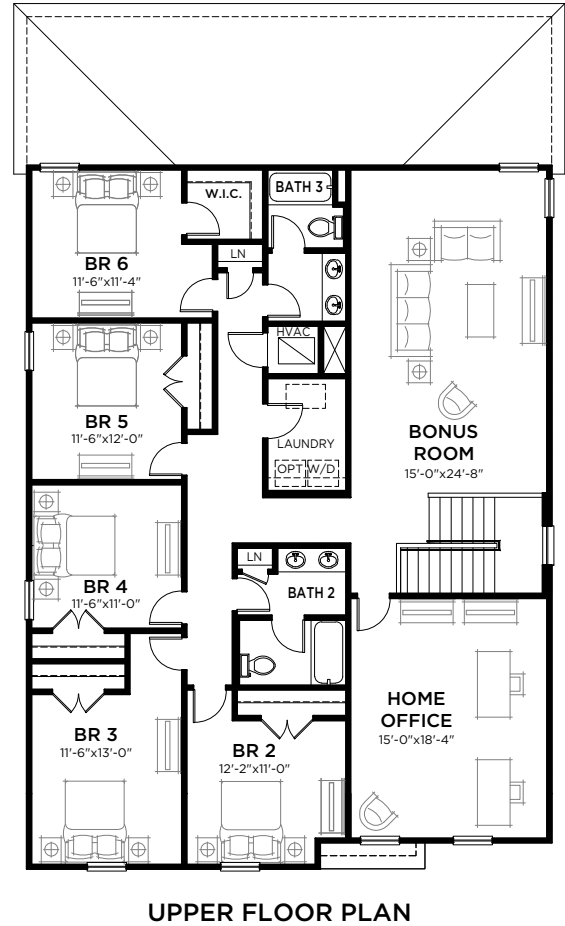 W.I.C.
BATH 3
LN
BR 6
11'-6"x11'-4"
HVAC
BR 5
11'-6"x12'-0"
BONUS
ROOM
15'-0"x24'-8"
LAUNDRY
OPT W/D
LN
BR 4
11'-6"x11'-0"
BATH 2
HOME
OFFICE
15'-0"x18'-4"
BR 3
11'-6"x13'-0"
BR 2
12'-2"x11'-0"
UPPER FLOOR PLAN